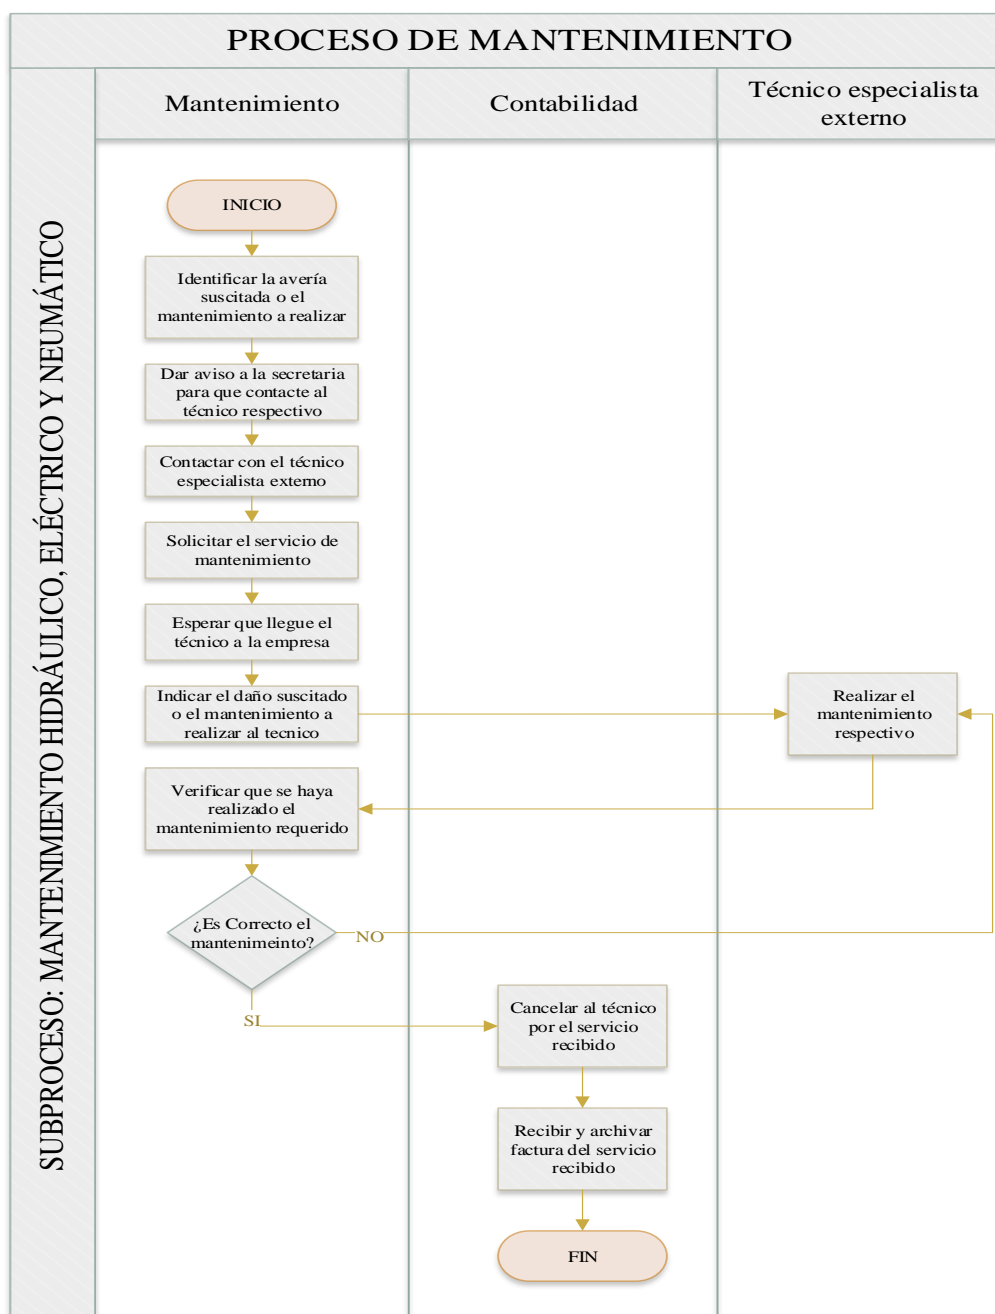 PROCESO DE MANTENIMIENTO
SUBPROCESO: MANTENIMIENTO HIDRÁULICO, ELÉCTRICO Y NEUMÁTICO
Mantenimiento
Contabilidad
Técnico especialista
externo
INICIO
Identificar la avería
suscitada o el
mantenimiento a realizar
Dar aviso a la secretaria
para que contacte al
técnico respectivo
Contactar con el técnico
especialista externo
Solicitar el servicio de
mantenimiento
Esperar que llegue el
técnico a la empresa
Indicar el daño suscitado
o el mantenimiento a
realizar al tecnico
Realizar el
mantenimiento
respectivo
Verificar que se haya
realizado el
mantenimiento requerido
¿Es Correcto el
mantenimeinto?
NO
SI
Cancelar al técnico
por el servicio
recibido
Recibir y archivar
factura del servicio
recibido
FIN